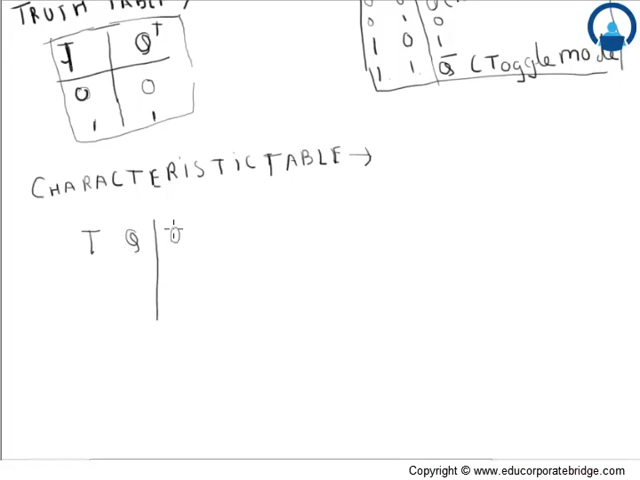 TRUTH TABLE
T Q+
0 0
1 1
0 1 0
1 0 1
1 1 Q̄ (Toggle mode)
CHARACTERISTIC TABLE →
T Q
Copyright © www.educorporatebridge.com